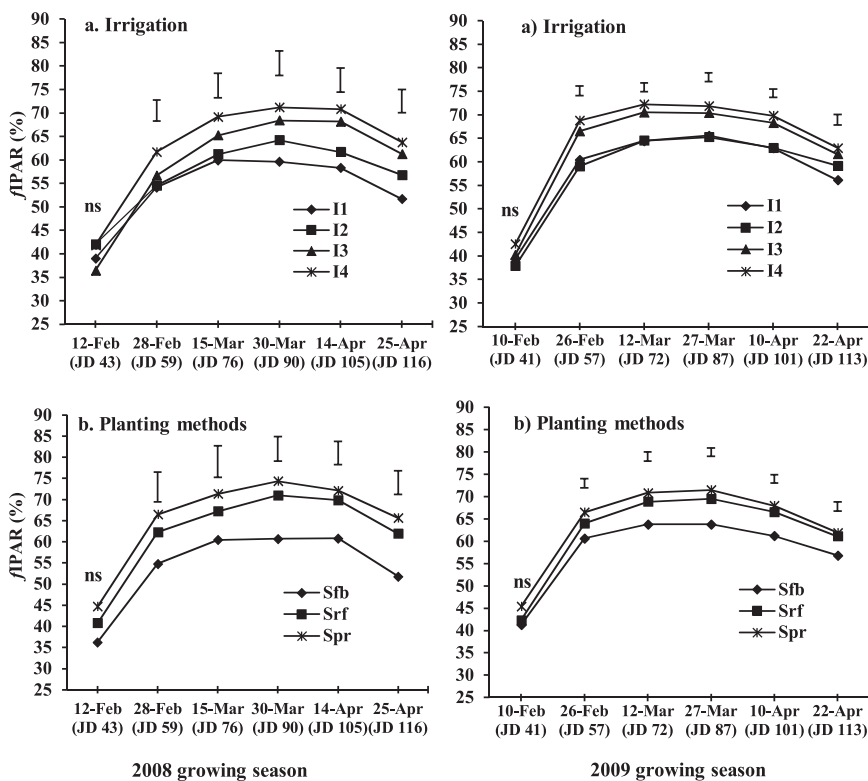 a. Irrigation
90
85
80
75
70
65
60
55
50
45
40
35
30
25
fIPAR (%)
ns
I1
I2
I3
I4
12-Feb 28-Feb 15-Mar 30-Mar 14-Apr 25-Apr
(JD 43) (JD 59) (JD 76) (JD 90) (JD 105) (JD 116)
a) Irrigation
90
85
80
75
70
65
60
55
50
45
40
35
30
25
ns
I1
I2
I3
I4
10-Feb 26-Feb 12-Mar 27-Mar 10-Apr 22-Apr
(JD 41) (JD 57) (JD 72) (JD 87) (JD 101) (JD 113)
b. Planting methods
90
85
80
75
70
65
60
55
50
45
40
35
30
25
fIPAR (%)
ns
Sfb
Srf
Spr
12-Feb 28-Feb 15-Mar 30-Mar 14-Apr 25-Apr
(JD 43) (JD 59) (JD 76) (JD 90) (JD 105) (JD 116)
2008 growing season
b) Planting methods
90
85
80
75
70
65
60
55
50
45
40
35
30
25
ns
Sfb
Srf
Spr
10-Feb 26-Feb 12-Mar 27-Mar 10-Apr 22-Apr
(JD 41) (JD 57) (JD 72) (JD 87) (JD 101) (JD 113)
2009 growing season